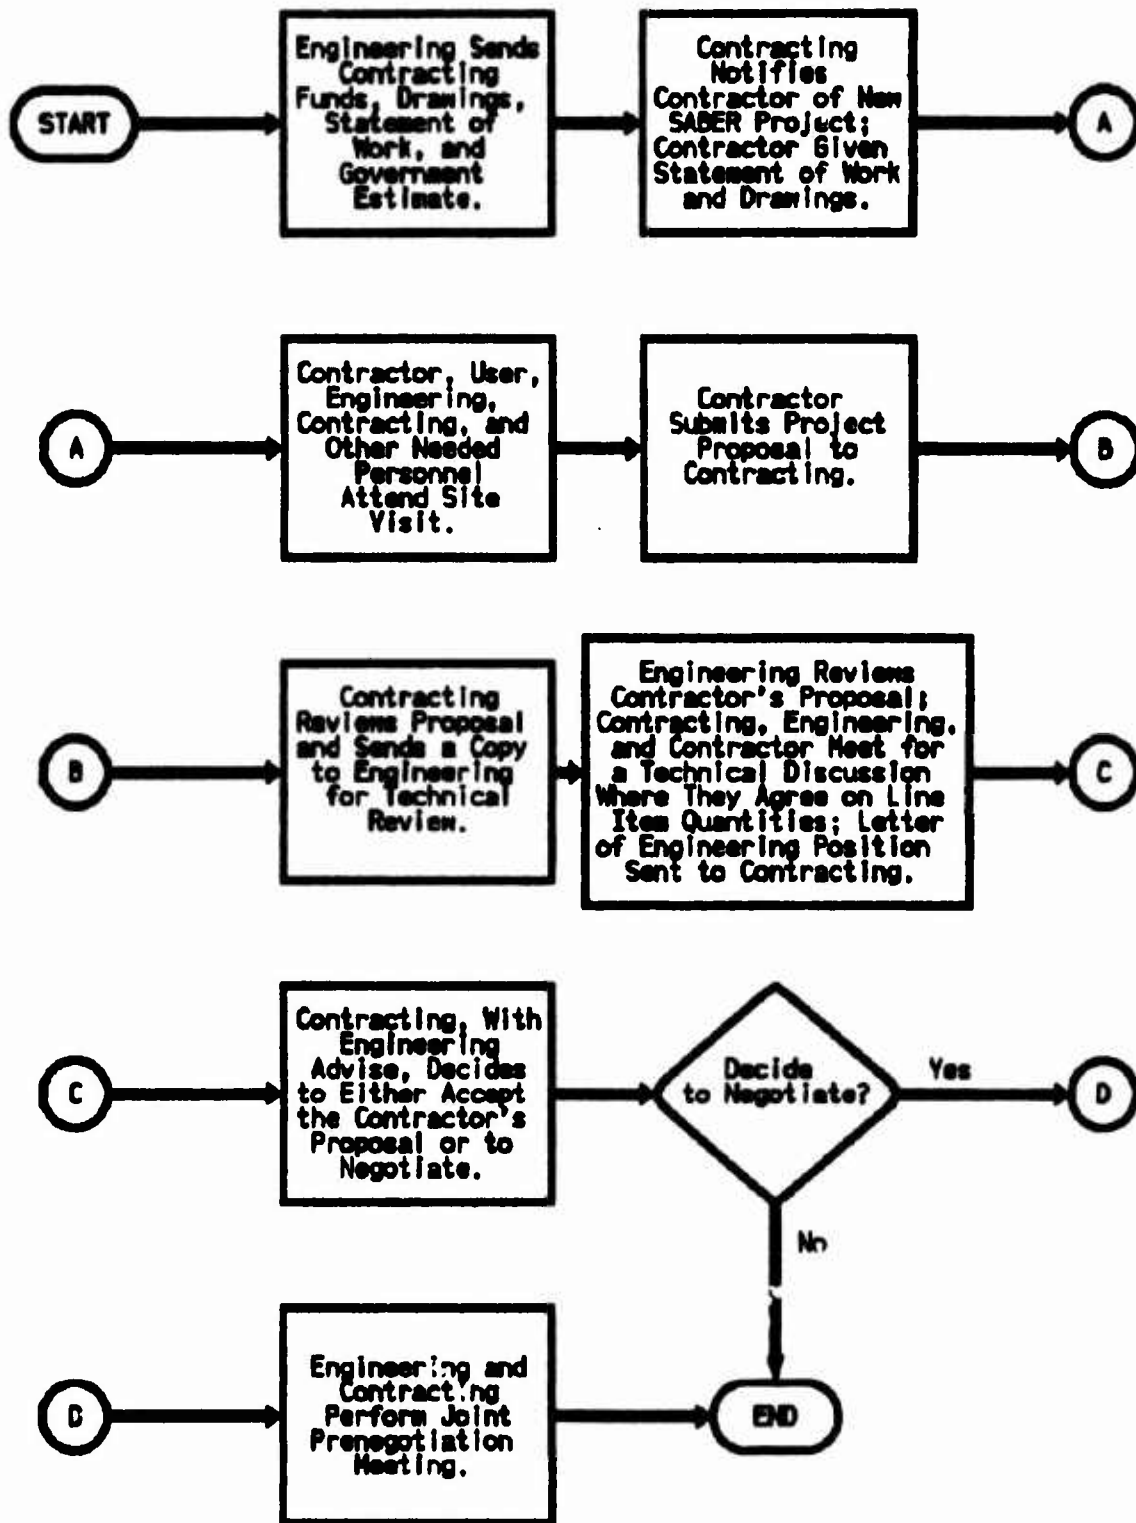 START
Engineering Sends
Contracting
Funds, Drawings,
Statement of
Work, and
Government
Estimate.
Contracting
Notifies
Contractor of New
SABER Project;
Contractor Given
Statement of Work
and Drawings.
A
A
Contractor, User,
Engineering,
Contracting, and
Other Needed
Personnel
Attend Site
Visit.
Contractor
Submits Project
Proposal to
Contracting.
B
B
Contracting
Reviews Proposal
and Sends a Copy
to Engineering
for Technical
Review.
Engineering Reviews
Contractor's Proposal;
Contracting, Engineering,
and Contractor Meet for
a Technical Discussion
Where They Agree on Line
Item Quantities; Letter
of Engineering Position
Sent to Contracting.
C
C
Contracting, With
Engineering
Advise, Decides
to Either Accept
the Contractor's
Proposal or to
Negotiate.
Decide
to Negotiate?
Yes
D
No
D
Engineering and
Contracting
Perform Joint
Prenegotiation
Meeting.
END